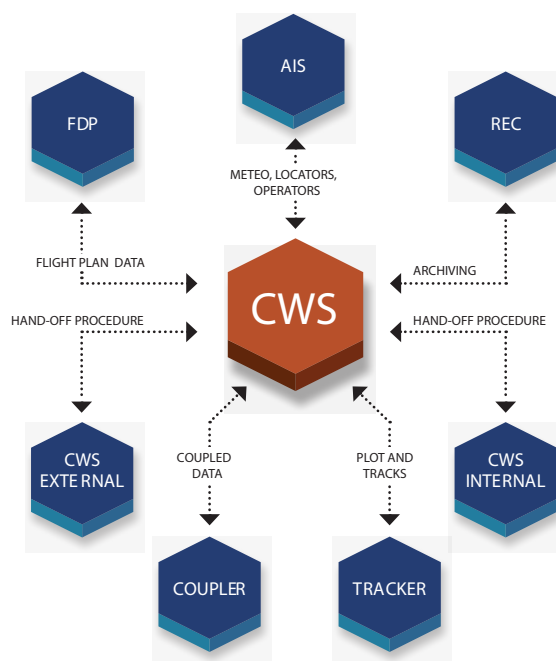 AIS
FDP
REC
METEO, LOCATORS,
OPERATORS
FLIGHT PLAN DATA
ARCHIVING
CWS
HAND-OFF PROCEDURE
HAND-OFF PROCEDURE
CWS
EXTERNAL
COUPLED
DATA
PLOT AND
TRACKS
CWS
INTERNAL
COUPLER
TRACKER